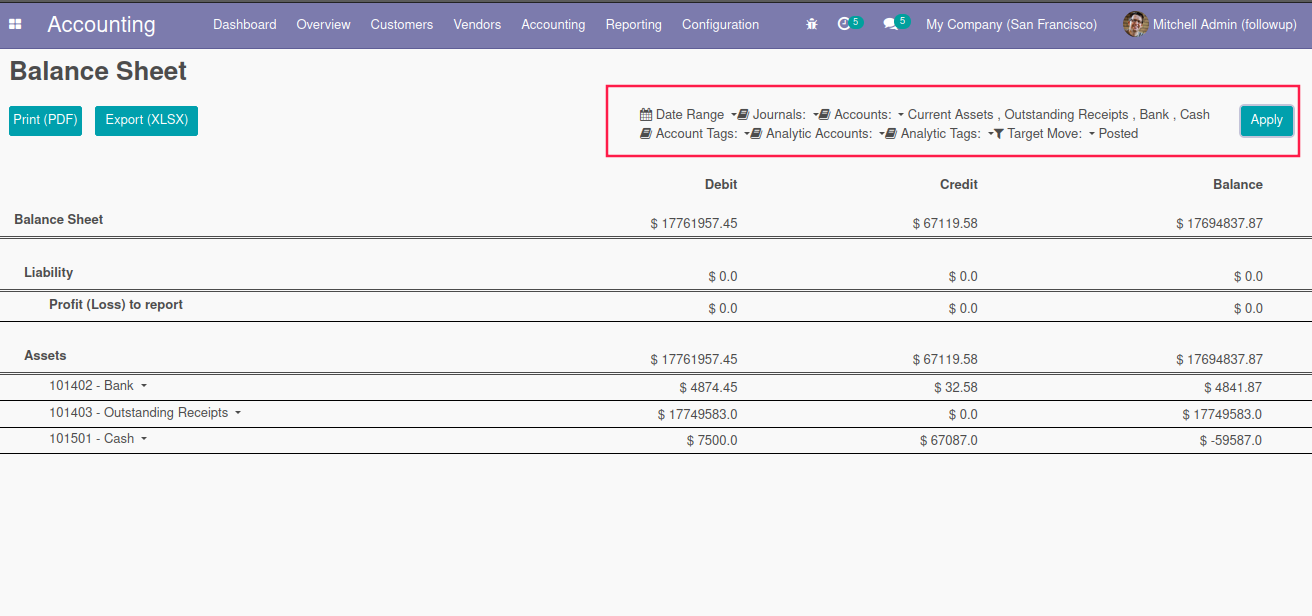 Accounting Dashboard Overview Customers Vendors Accounting Reporting Configuration 5 5 My Company (San Francisco) Mitchell Admin (followup)
Balance Sheet
Print (PDF) Export (XLSX)
Date Range Journals: Accounts: Current Assets , Outstanding Receipts , Bank , Cash
Account Tags: Analytic Accounts: Analytic Tags: Target Move: Posted
Apply
Debit Credit Balance
Balance Sheet $ 17761957.45 $ 67119.58 $ 17694837.87
Liability $ 0.0 $ 0.0 $ 0.0
Profit (Loss) to report $ 0.0 $ 0.0 $ 0.0
Assets $ 17761957.45 $ 67119.58 $ 17694837.87
101402 - Bank $ 4874.45 $ 32.58 $ 4841.87
101403 - Outstanding Receipts $ 17749583.0 $ 0.0 $ 17749583.0
101501 - Cash $ 7500.0 $ 67087.0 $ -59587.0